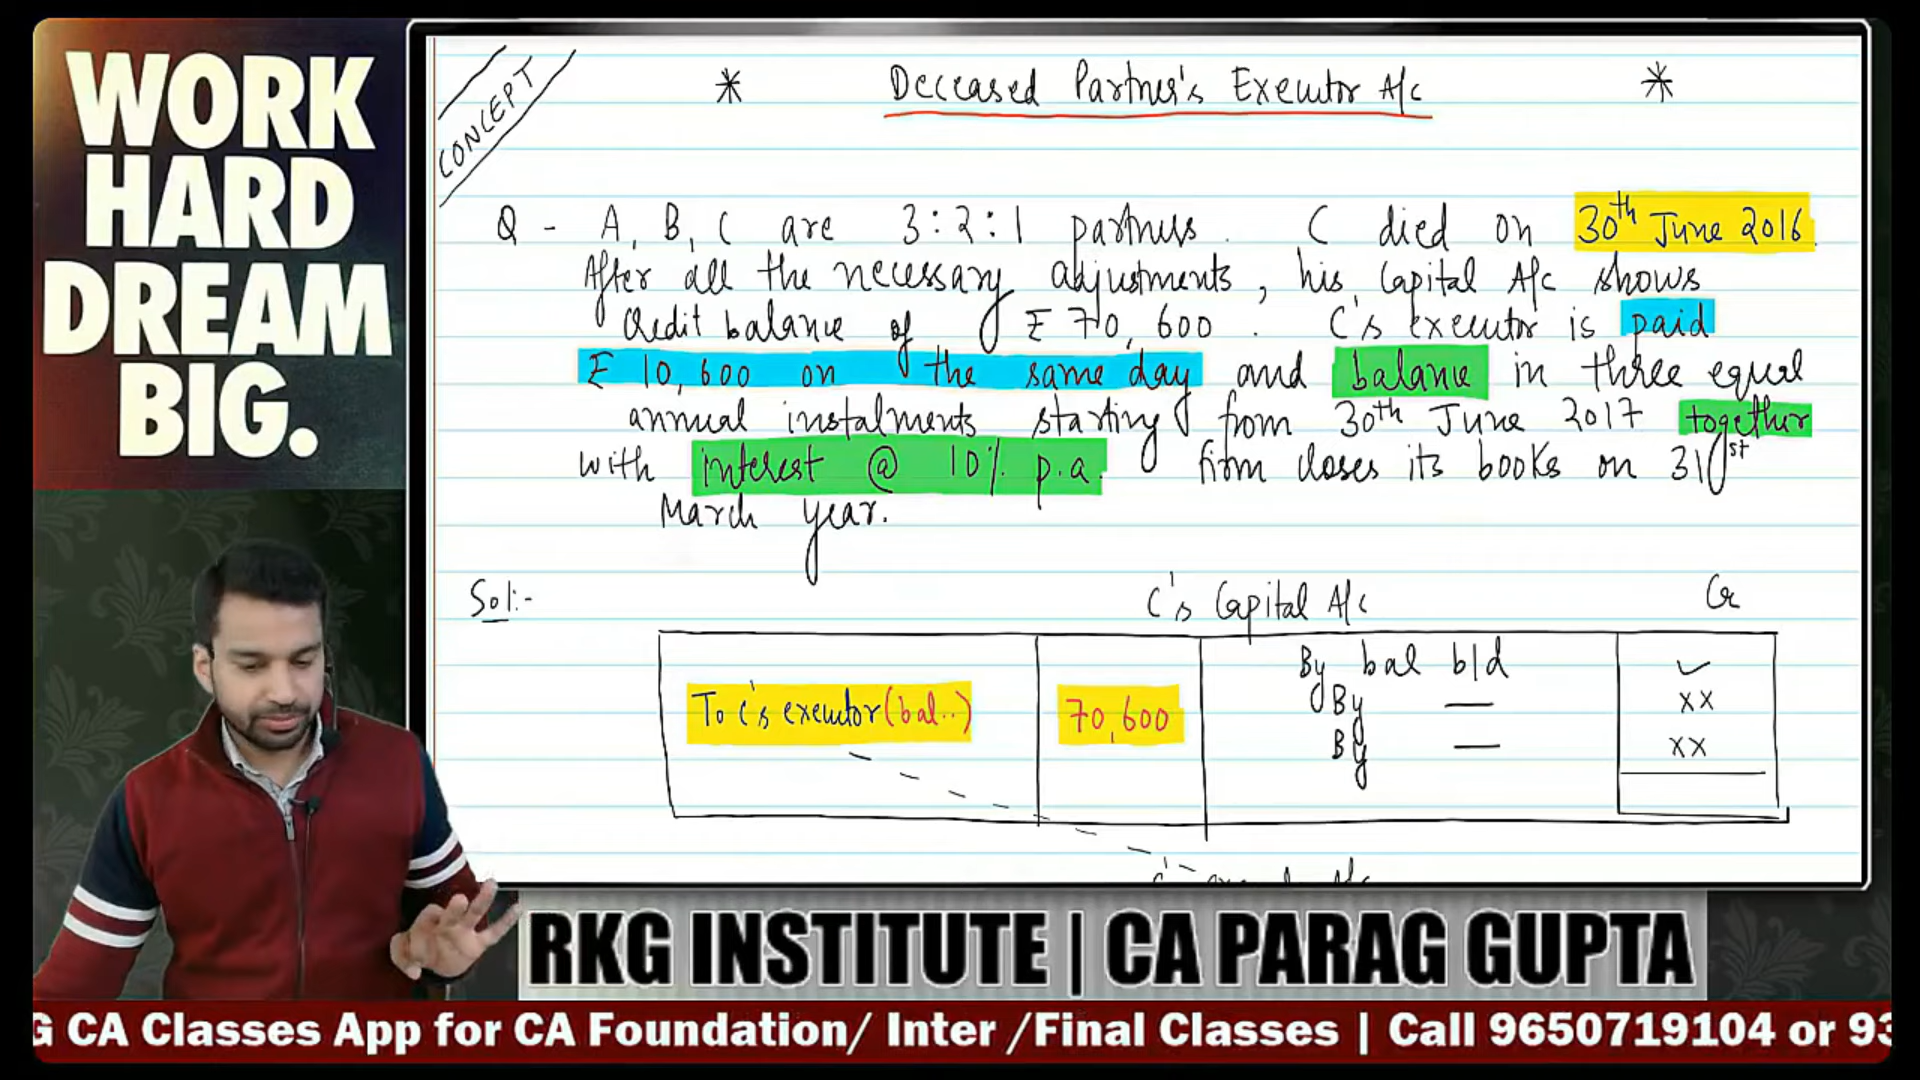 WORK
HARD
DREAM
BIG.
CONCEPT
* Deceased Partner's Executor A/c *
Q - A, B, C are 3:2:1 partners. C died on 30th June 2016.
After all the necessary adjustments, his Capital A/c shows
Credit balance of ₹ 70,600. C's executor is paid
₹ 10,600 on the same day and balance in three equal
annual instalments starting from 30th June 2017 together
with interest @ 10% p.a. firm closes its books on 31st
March year.
Sol:-
C's Capital A/c Cr
By bal b/d ✓
To C's executor (bal..) 70,600 By — xx
By — xx
RKG INSTITUTE | CA PARAG GUPTA
G CA Classes App for CA Foundation/ Inter /Final Classes | Call 9650719104 or 93